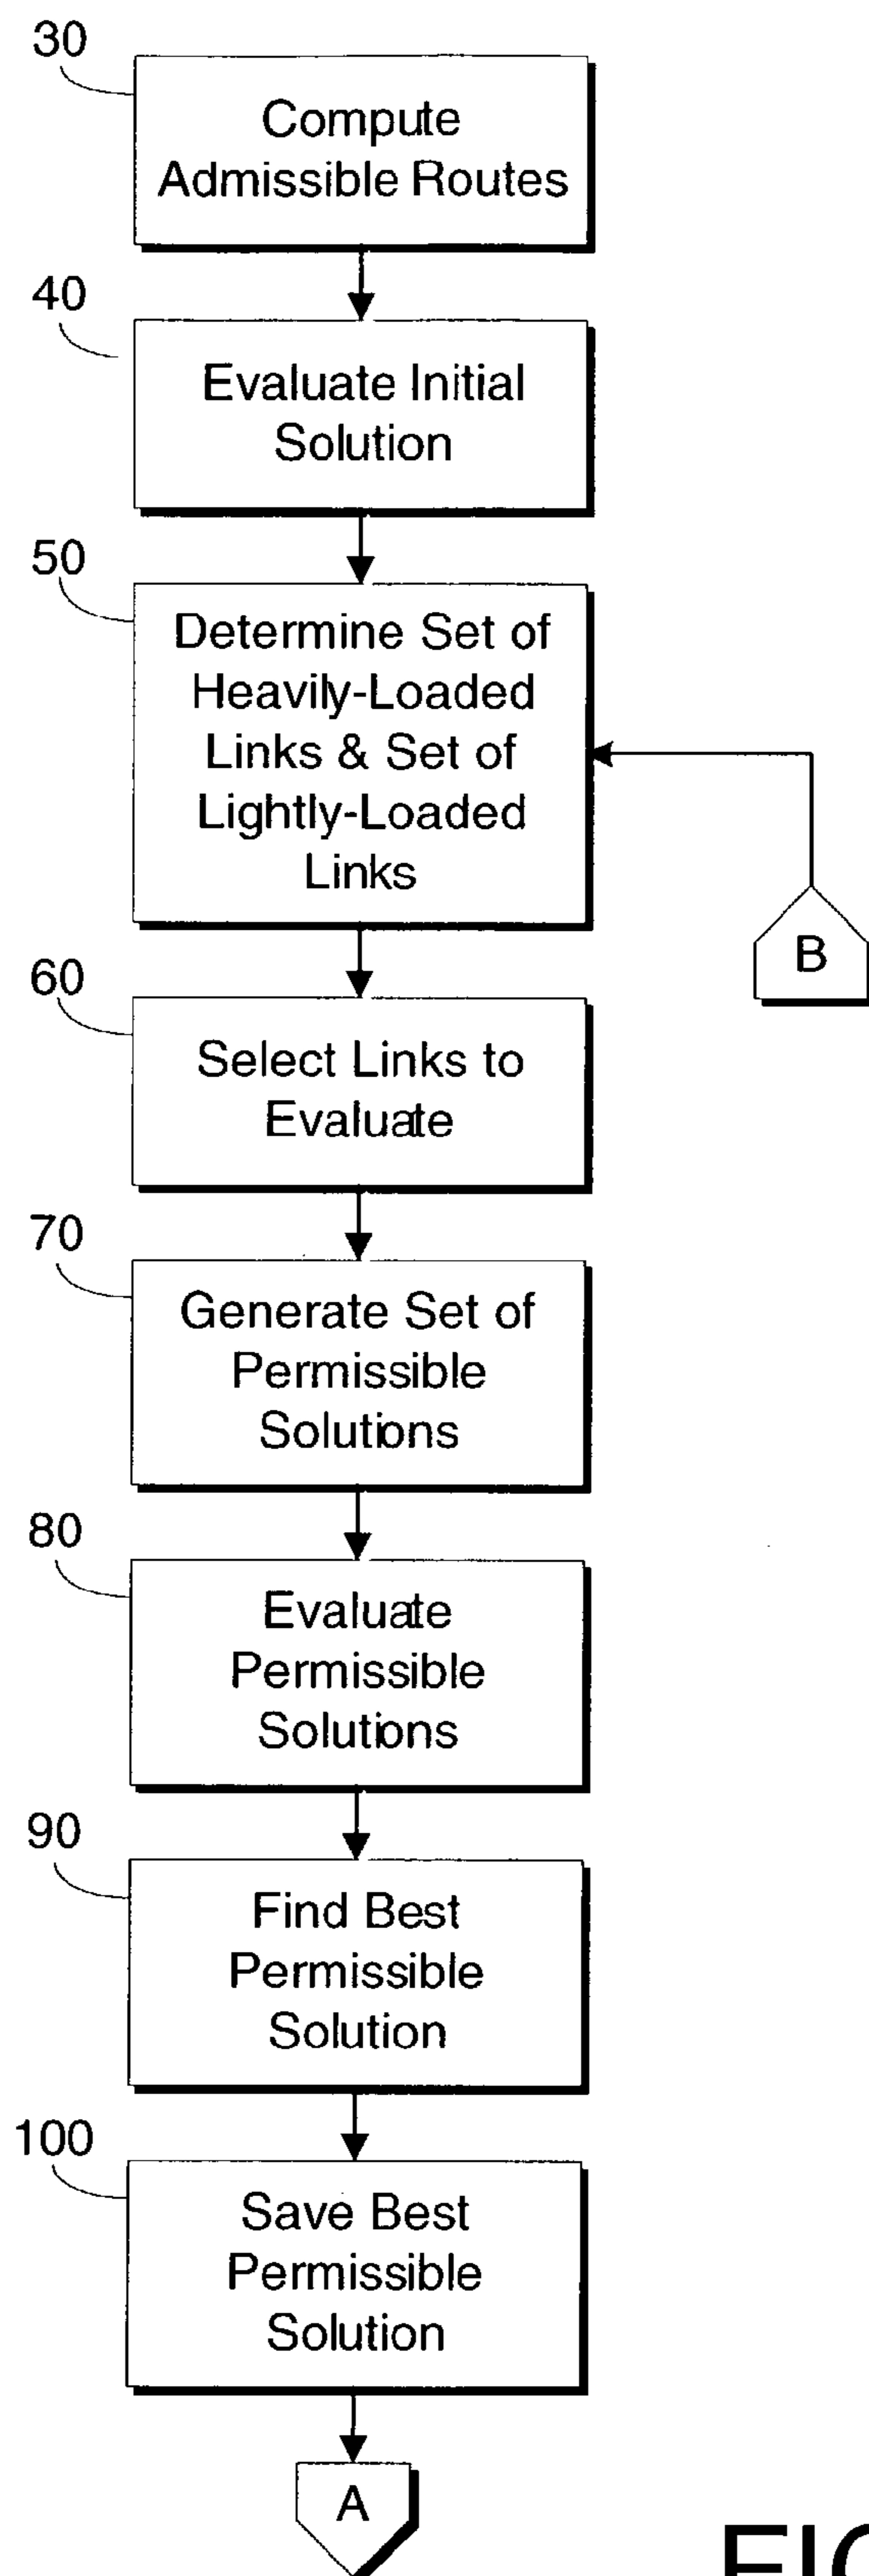 30
Compute
Admissible Routes
40
Evaluate Initial
Solution
50
Determine Set of
Heavily-Loaded
Links & Set of
Lightly-Loaded
Links
B
60
Select Links to
Evaluate
70
Generate Set of
Permissible
Solutions
80
Evaluate
Permissible
Solutions
90
Find Best
Permissible
Solution
100
Save Best
Permissible
Solution
A